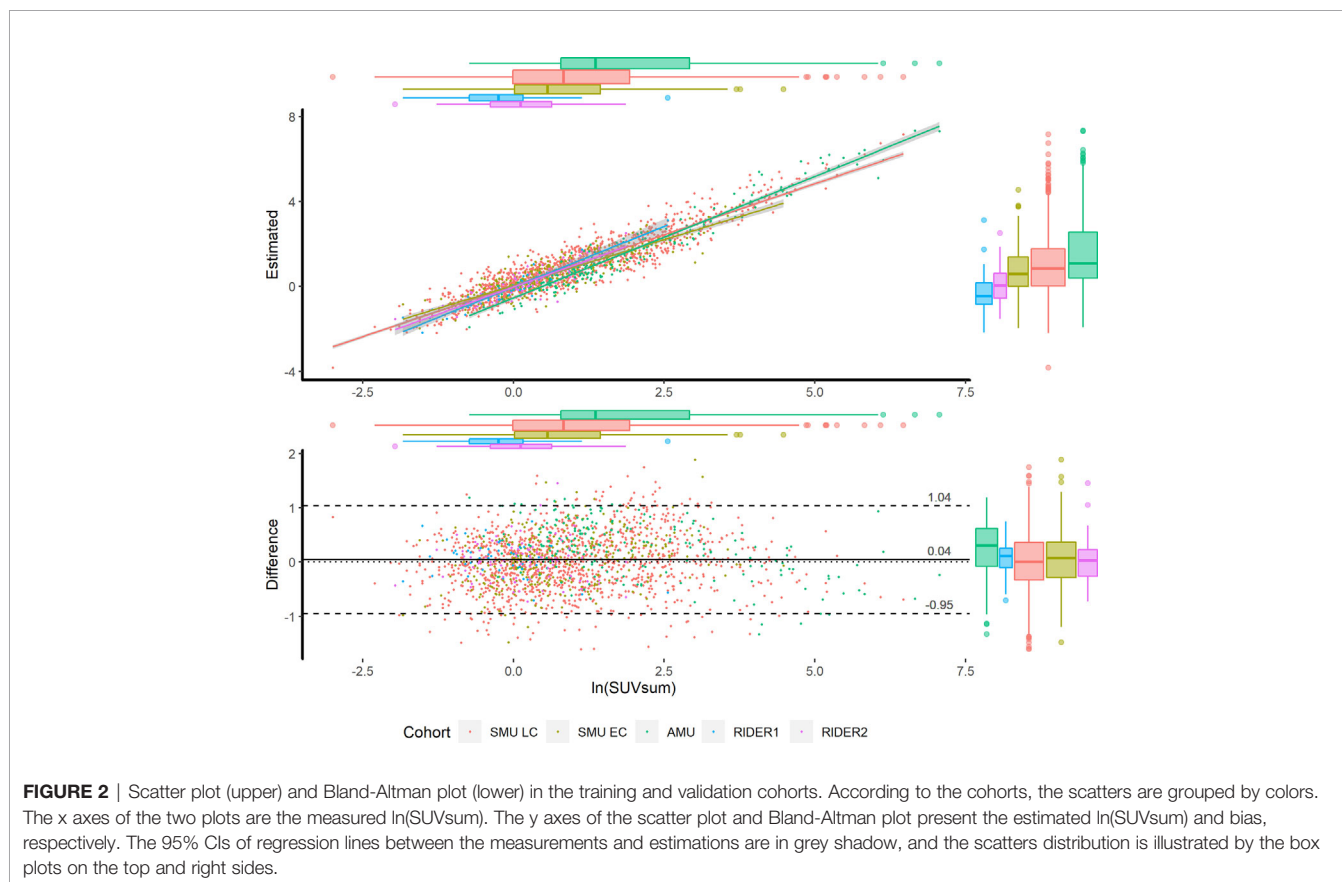 8
4
0
-4
Estimated
-2.5 0.0 2.5 5.0 7.5
2
1
0
-1
Difference
1.04
0.04
-0.95
-2.5 0.0 2.5 5.0 7.5
ln(SUVsum)
Cohort SMU LC SMU EC AMU RIDER1 RIDER2
FIGURE 2 | Scatter plot (upper) and Bland-Altman plot (lower) in the training and validation cohorts. According to the cohorts, the scatters are grouped by colors.
The x axes of the two plots are the measured ln(SUVsum). The y axes of the scatter plot and Bland-Altman plot present the estimated ln(SUVsum) and bias,
respectively. The 95% CIs of regression lines between the measurements and estimations are in grey shadow, and the scatters distribution is illustrated by the box
plots on the top and right sides.